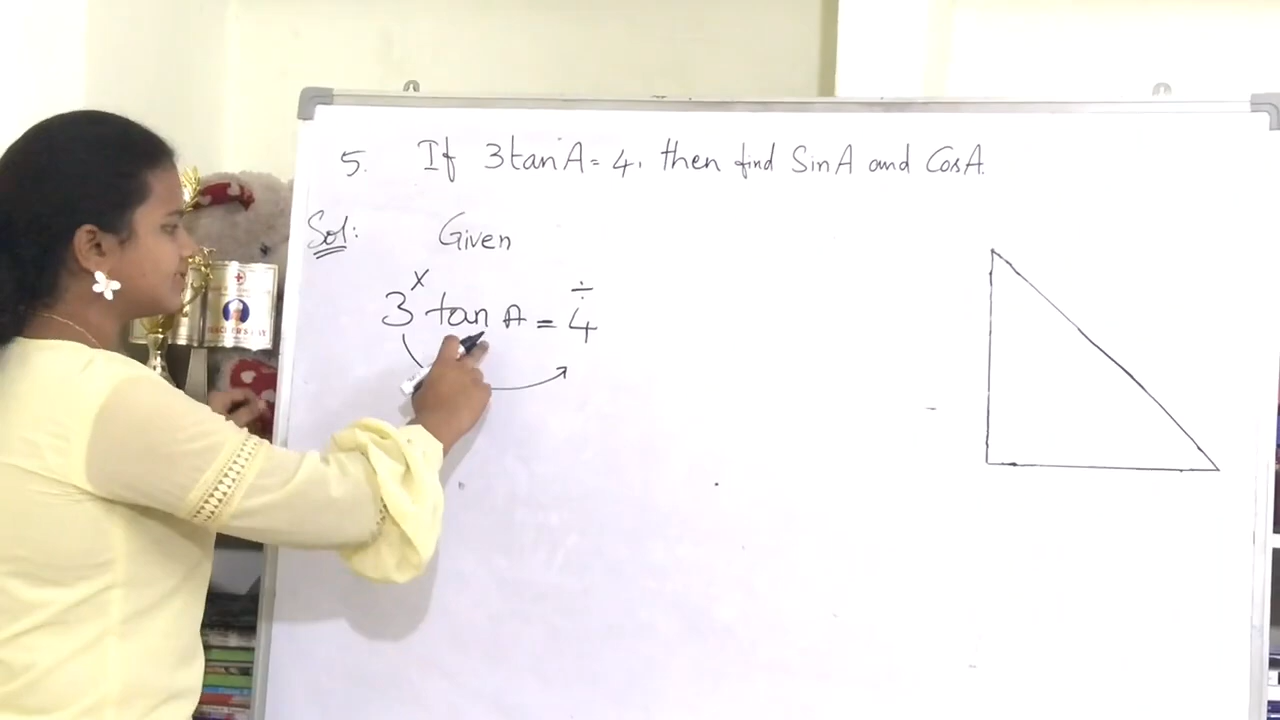 5. If 3tanA = 4, then find SinA and CosA.
Sol: Given
3 × tan A = ÷ 4